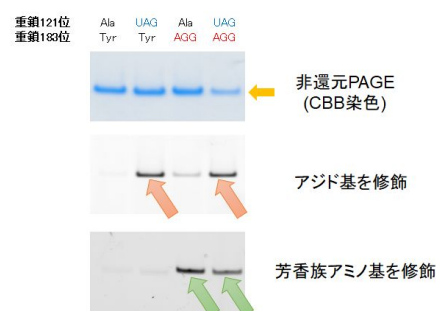 重鎖121位 Ala UAG Ala UAG
重鎖183位 Tyr Tyr AGG AGG
非還元PAGE
(CBB染色)
アジド基を修飾
芳香族アミノ基を修飾